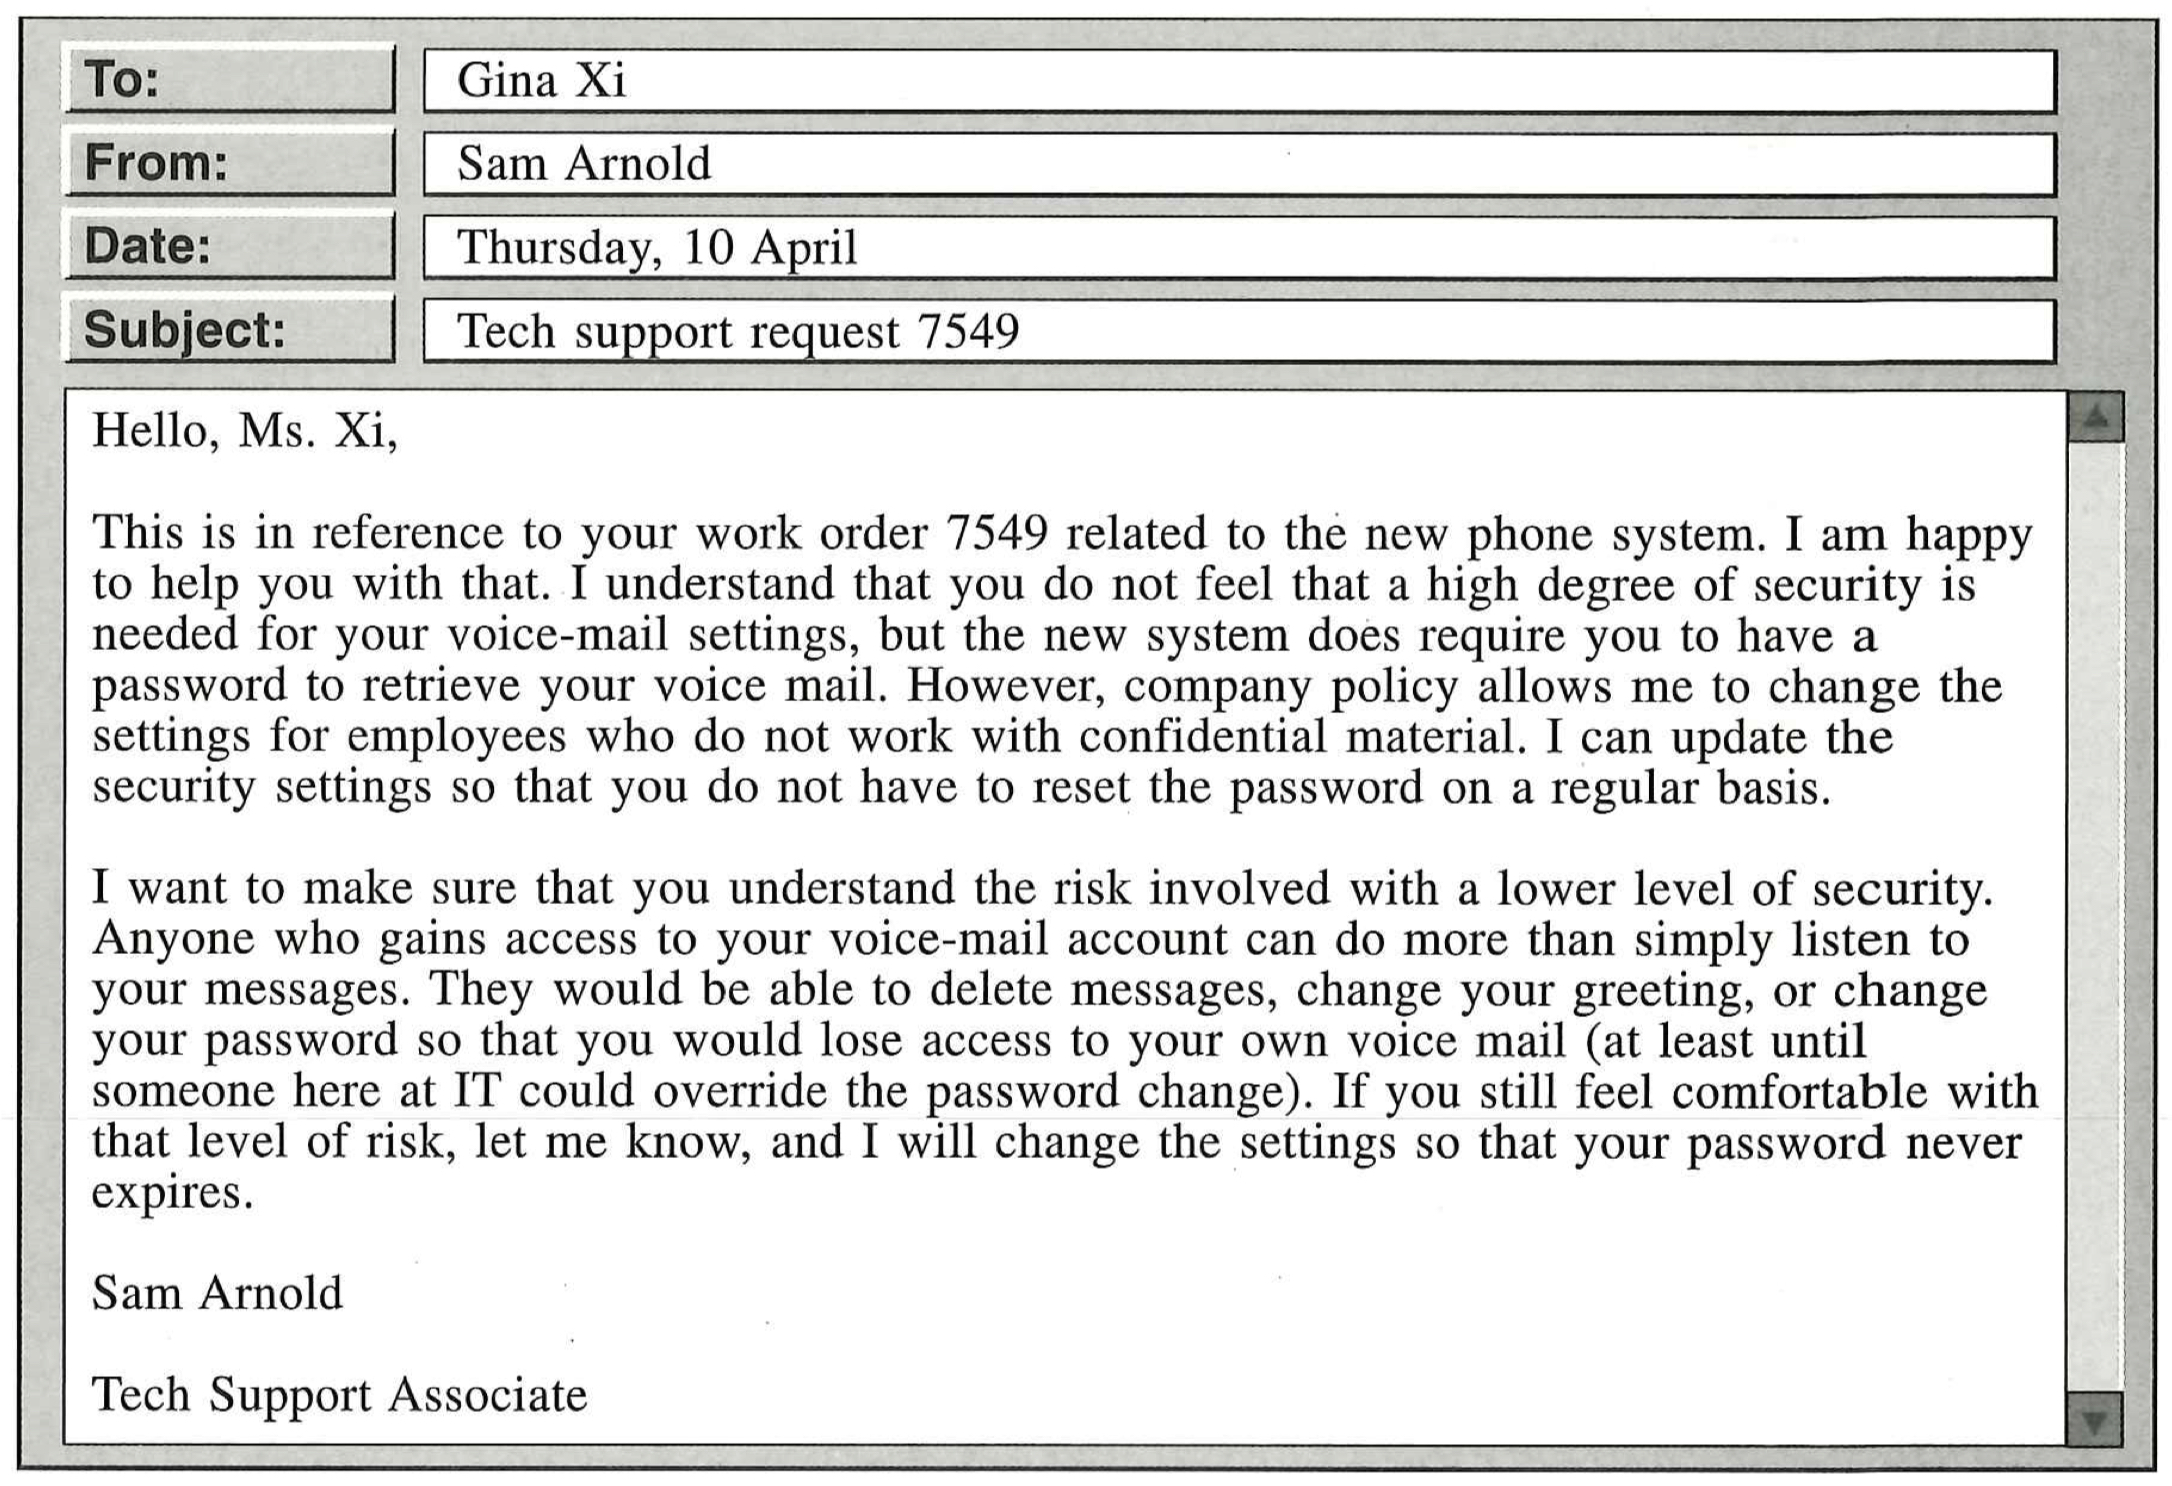 To: Gina Xi
From: Sam Arnold
Date: Thursday, 10 April
Subject: Tech support request 7549
Hello, Ms. Xi,
This is in reference to your work order 7549 related to the new phone system. I am happy
to help you with that. I understand that you do not feel that a high degree of security is
needed for your voice-mail settings, but the new system does require you to have a
password to retrieve your voice mail. However, company policy allows me to change the
settings for employees who do not work with confidential material. I can update the
security settings so that you do not have to reset the password on a regular basis.
I want to make sure that you understand the risk involved with a lower level of security.
Anyone who gains access to your voice-mail account can do more than simply listen to
your messages. They would be able to delete messages, change your greeting, or change
your password so that you would lose access to your own voice mail (at least until
someone here at IT could override the password change). If you still feel comfortable with
that level of risk, let me know, and I will change the settings so that your password never
expires.
Sam Arnold
Tech Support Associate